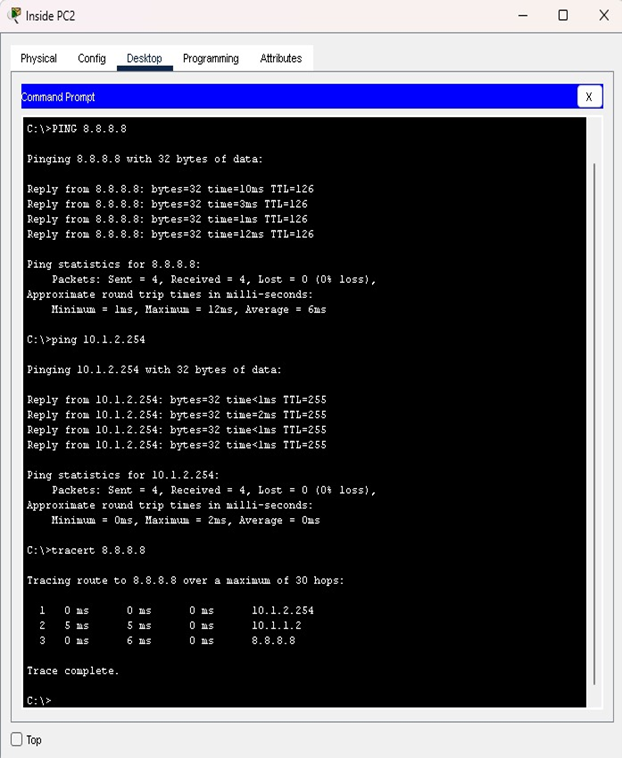 Inside PC2
Physical Config Desktop Programming Attributes
Command Prompt X
C:\>PING 8.8.8.8
Pinging 8.8.8.8 with 32 bytes of data:
Reply from 8.8.8.8: bytes=32 time=10ms TTL=126
Reply from 8.8.8.8: bytes=32 time=3ms TTL=126
Reply from 8.8.8.8: bytes=32 time=1ms TTL=126
Reply from 8.8.8.8: bytes=32 time=12ms TTL=126
Ping statistics for 8.8.8.8:
Packets: Sent = 4, Received = 4, Lost = 0 (0% loss),
Approximate round trip times in milli-seconds:
Minimum = 1ms, Maximum = 12ms, Average = 6ms
C:\>ping 10.1.2.254
Pinging 10.1.2.254 with 32 bytes of data:
Reply from 10.1.2.254: bytes=32 time<1ms TTL=255
Reply from 10.1.2.254: bytes=32 time=2ms TTL=255
Reply from 10.1.2.254: bytes=32 time<1ms TTL=255
Reply from 10.1.2.254: bytes=32 time<1ms TTL=255
Ping statistics for 10.1.2.254:
Packets: Sent = 4, Received = 4, Lost = 0 (0% loss),
Approximate round trip times in milli-seconds:
Minimum = 0ms, Maximum = 2ms, Average = 0ms
C:\>tracert 8.8.8.8
Tracing route to 8.8.8.8 over a maximum of 30 hops:
1 0 ms 0 ms 0 ms 10.1.2.254
2 5 ms 5 ms 0 ms 10.1.1.2
3 0 ms 6 ms 0 ms 8.8.8.8
Trace complete.
C:\>
Top